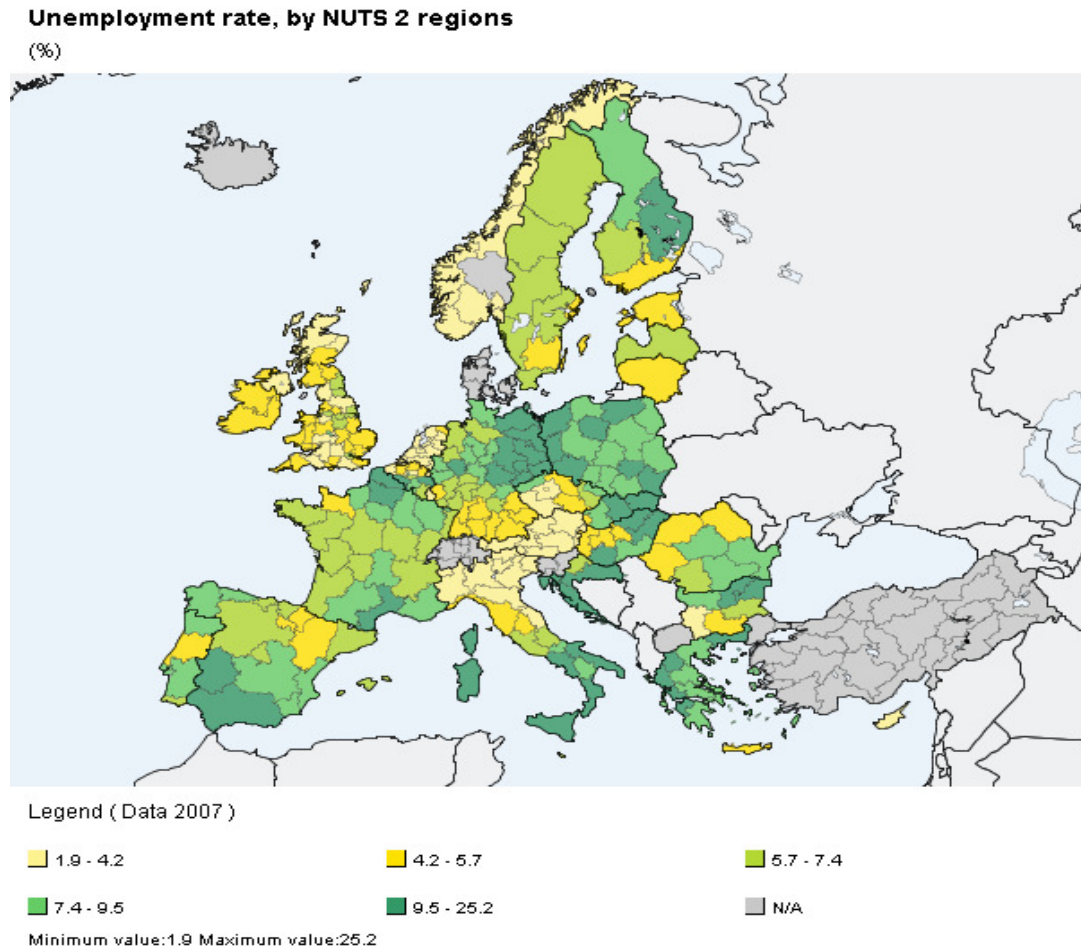 Unemployment rate, by NUTS 2 regions
(%)
Legend ( Data 2007 )
1.9 - 4.2
4.2 - 5.7
5.7 - 7.4
7.4 - 9.5
9.5 - 25.2
N/A
Minimum value:1.9 Maximum value:25.2